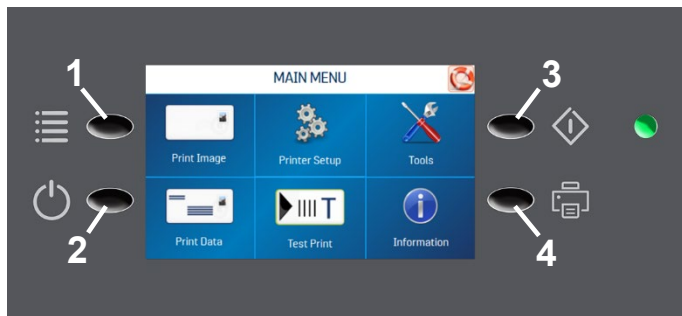 MAIN MENU
1
3
Print Image
Printer Setup
Tools
T
2
4
Print Data
Test Print
Information